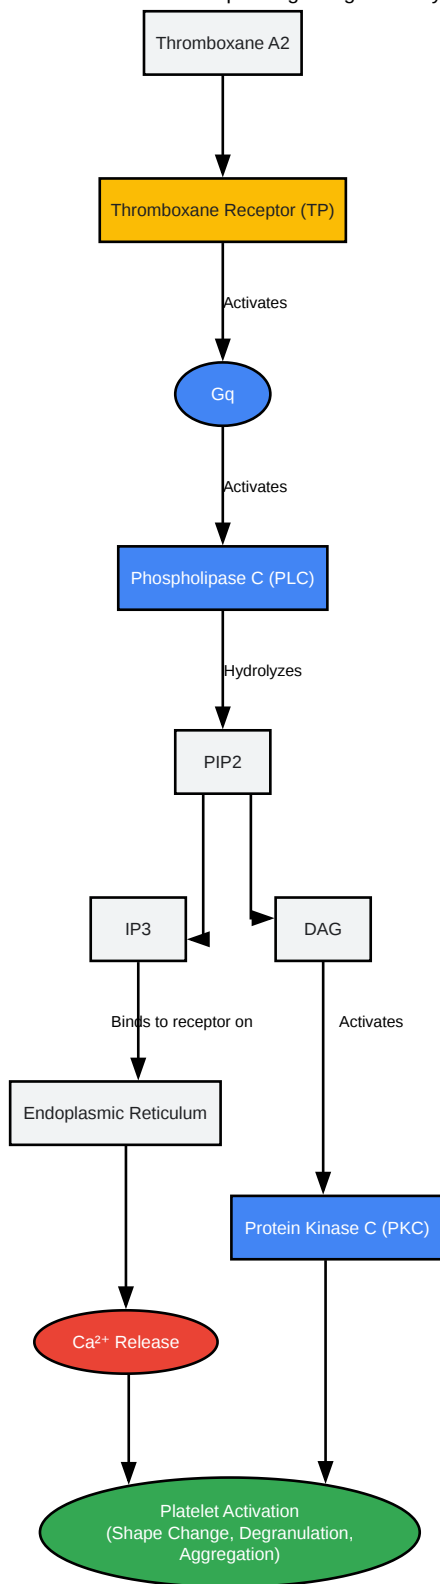 Thromboxane A2
Thromboxane Receptor (TP)
Activates
Gq
Activates
Phospholipase C (PLC)
Hydrolyzes
PIP2
IP3
DAG
Binds to receptor on
Activates
Endoplasmic Reticulum
Protein Kinase C (PKC)
Ca²⁺ Release
Platelet Activation
(Shape Change, Degranulation,
Aggregation)